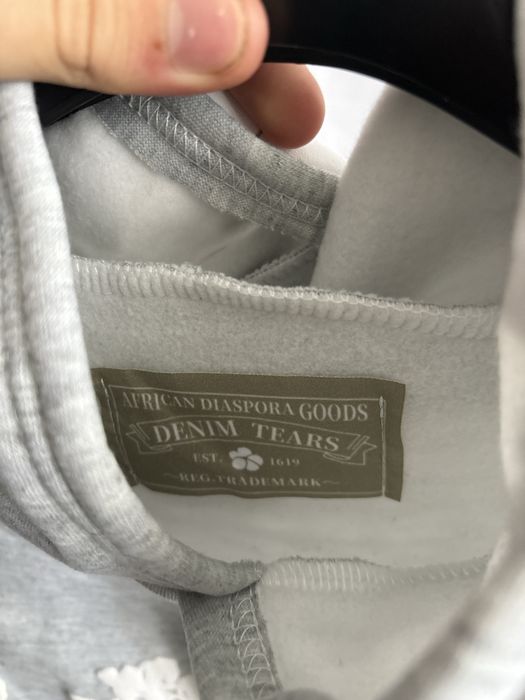 AFRICAN DIASPORA GOODS
DENIM TEARS
EST. 1619
~REG. TRADEMARK~